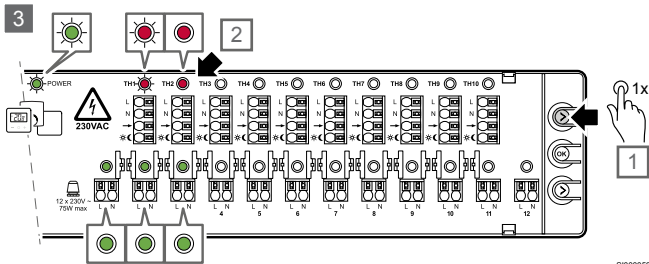 3
2
POWER
TH1 TH2 TH3 TH4 TH5 TH6 TH7 TH8 TH9 TH10
1x
230VAC
L L L L L L L L L L
N N N N N N N N N N
OK
1
12 x 230V ~
75W max
L N L N L N L N L N L N L N L N L N L N L N L N
4 5 6 7 8 9 10 11 12